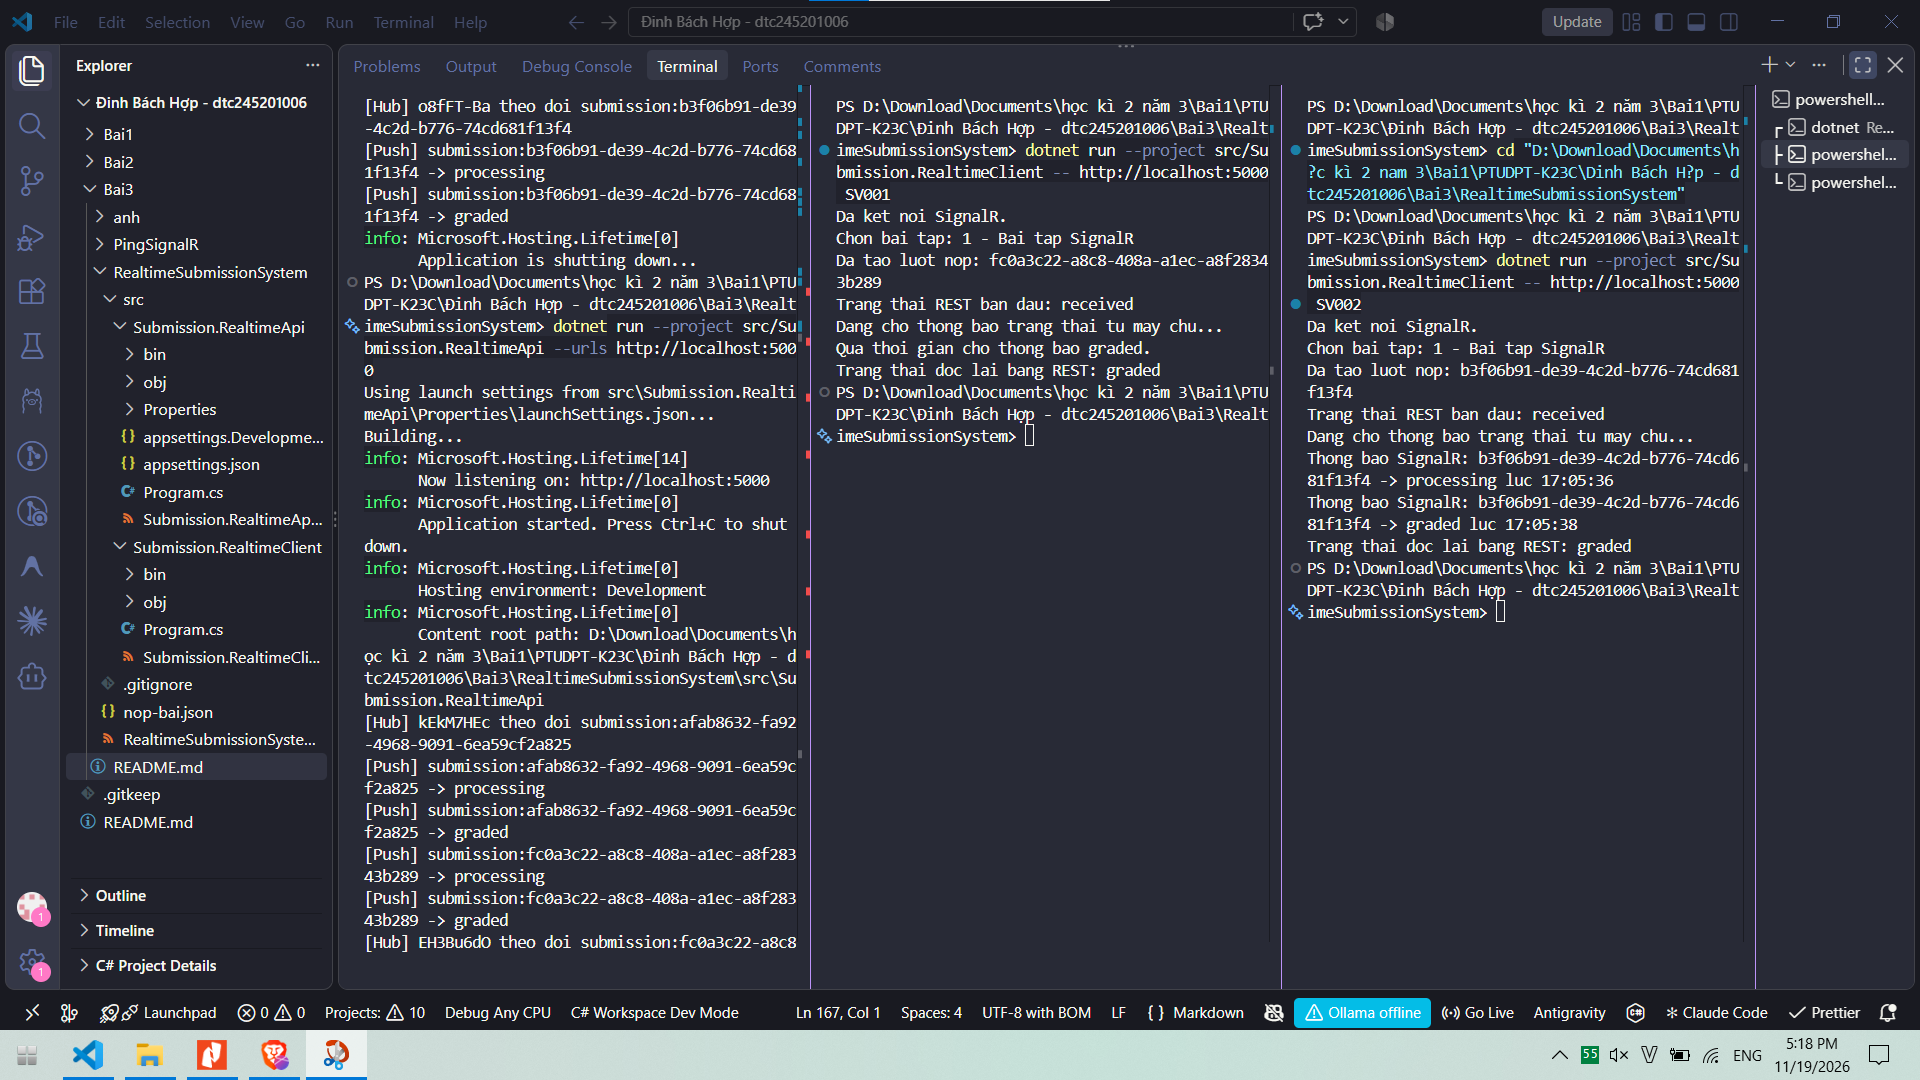 File Edit Selection View Go Run Terminal Help
Đinh Bách Hợp - dtc245201006
Update
Explorer
Đinh Bách Hợp - dtc245201006
Bai1
Bai2
Bai3
anh
PingSignalR
RealtimeSubmissionSystem
src
Submission.RealtimeApi
bin
obj
Properties
appsettings.Developme...
appsettings.json
Program.cs
Submission.RealtimeAp...
Submission.RealtimeClient
bin
obj
Program.cs
Submission.RealtimeCli...
.gitignore
nop-bai.json
RealtimeSubmissionSyste...
README.md
.gitkeep
README.md
Outline
Timeline
C# Project Details
1
1
Problems Output Debug Console Terminal Ports Comments
[Hub] o8fFT-Ba theo doi submission:b3f06b91-de39
-4c2d-b776-74cd681f13f4
[Push] submission:b3f06b91-de39-4c2d-b776-74cd68
1f13f4 -> processing
[Push] submission:b3f06b91-de39-4c2d-b776-74cd68
1f13f4 -> graded
info: Microsoft.Hosting.Lifetime[0]
Application is shutting down...
PS D:\Download\Documents\học kì 2 năm 3\Bai1\PTU
DPT-K23C\Đinh Bách Hợp - dtc245201006\Bai3\Realt
imeSubmissionSystem> dotnet run --project src/Su
bmission.RealtimeApi --urls http://localhost:500
0
Using launch settings from src\Submission.Realti
meApi\Properties\launchSettings.json...
Building...
info: Microsoft.Hosting.Lifetime[14]
Now listening on: http://localhost:5000
info: Microsoft.Hosting.Lifetime[0]
Application started. Press Ctrl+C to shut
down.
info: Microsoft.Hosting.Lifetime[0]
Hosting environment: Development
info: Microsoft.Hosting.Lifetime[0]
Content root path: D:\Download\Documents\h
ọc kì 2 năm 3\Bai1\PTUDPT-K23C\Đinh Bách Hợp - d
tc245201006\Bai3\RealtimeSubmissionSystem\src\Su
bmission.RealtimeApi
[Hub] kEkM7HEc theo doi submission:afab8632-fa92
-4968-9091-6ea59cf2a825
[Push] submission:afab8632-fa92-4968-9091-6ea59c
f2a825 -> processing
[Push] submission:afab8632-fa92-4968-9091-6ea59c
f2a825 -> graded
[Push] submission:fc0a3c22-a8c8-408a-a1ec-a8f283
43b289 -> processing
[Push] submission:fc0a3c22-a8c8-408a-a1ec-a8f283
43b289 -> graded
[Hub] EH3Bu6dO theo doi submission:fc0a3c22-a8c8
PS D:\Download\Documents\học kì 2 năm 3\Bai1\PTU
DPT-K23C\Đinh Bách Hợp - dtc245201006\Bai3\Realt
imeSubmissionSystem> dotnet run --project src/Su
bmission.RealtimeClient -- http://localhost:5000
SV001
Da ket noi SignalR.
Chon bai tap: 1 - Bai tap SignalR
Da tao luot nop: fc0a3c22-a8c8-408a-a1ec-a8f2834
3b289
Trang thai REST ban dau: received
Dang cho thong bao trang thai tu may chu...
Qua thoi gian cho thong bao graded.
Trang thai doc lai bang REST: graded
PS D:\Download\Documents\học kì 2 năm 3\Bai1\PTU
DPT-K23C\Đinh Bách Hợp - dtc245201006\Bai3\Realt
imeSubmissionSystem>
PS D:\Download\Documents\học kì 2 năm 3\Bai1\PTU
DPT-K23C\Đinh Bách Hợp - dtc245201006\Bai3\Realt
imeSubmissionSystem> cd "D:\Download\Documents\h
?c kì 2 nam 3\Bai1\PTUDPT-K23C\Dinh Bách H?p - d
tc245201006\Bai3\RealtimeSubmissionSystem"
PS D:\Download\Documents\học kì 2 năm 3\Bai1\PTU
DPT-K23C\Đinh Bách Hợp - dtc245201006\Bai3\Realt
imeSubmissionSystem> dotnet run --project src/Su
bmission.RealtimeClient -- http://localhost:5000
SV002
Da ket noi SignalR.
Chon bai tap: 1 - Bai tap SignalR
Da tao luot nop: b3f06b91-de39-4c2d-b776-74cd681
f13f4
Trang thai REST ban dau: received
Dang cho thong bao trang thai tu may chu...
Thong bao SignalR: b3f06b91-de39-4c2d-b776-74cd6
81f13f4 -> processing luc 17:05:36
Thong bao SignalR: b3f06b91-de39-4c2d-b776-74cd6
81f13f4 -> graded luc 17:05:38
Trang thai doc lai bang REST: graded
PS D:\Download\Documents\học kì 2 năm 3\Bai1\PTU
DPT-K23C\Đinh Bách Hợp - dtc245201006\Bai3\Realt
imeSubmissionSystem>
powershell...
dotnet Re...
powershel...
powershel...
Launchpad 0 0 Projects: 10 Debug Any CPU C# Workspace Dev Mode Ln 167, Col 1 Spaces: 4 UTF-8 with BOM LF { } Markdown Ollama offline Go Live Antigravity Claude Code Prettier
55 ENG 5:18 PM
11/19/2026